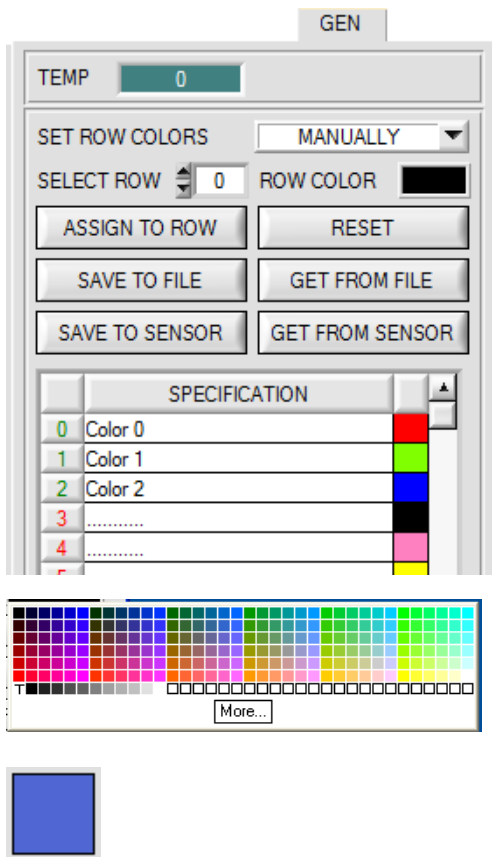 GEN
TEMP 0
SET ROW COLORS MANUALLY
SELECT ROW 0 ROW COLOR
ASSIGN TO ROW RESET
SAVE TO FILE GET FROM FILE
SAVE TO SENSOR GET FROM SENSOR
SPECIFICATION
0 Color 0
1 Color 1
2 Color 2
3 ...........
4 ...........
T
More...